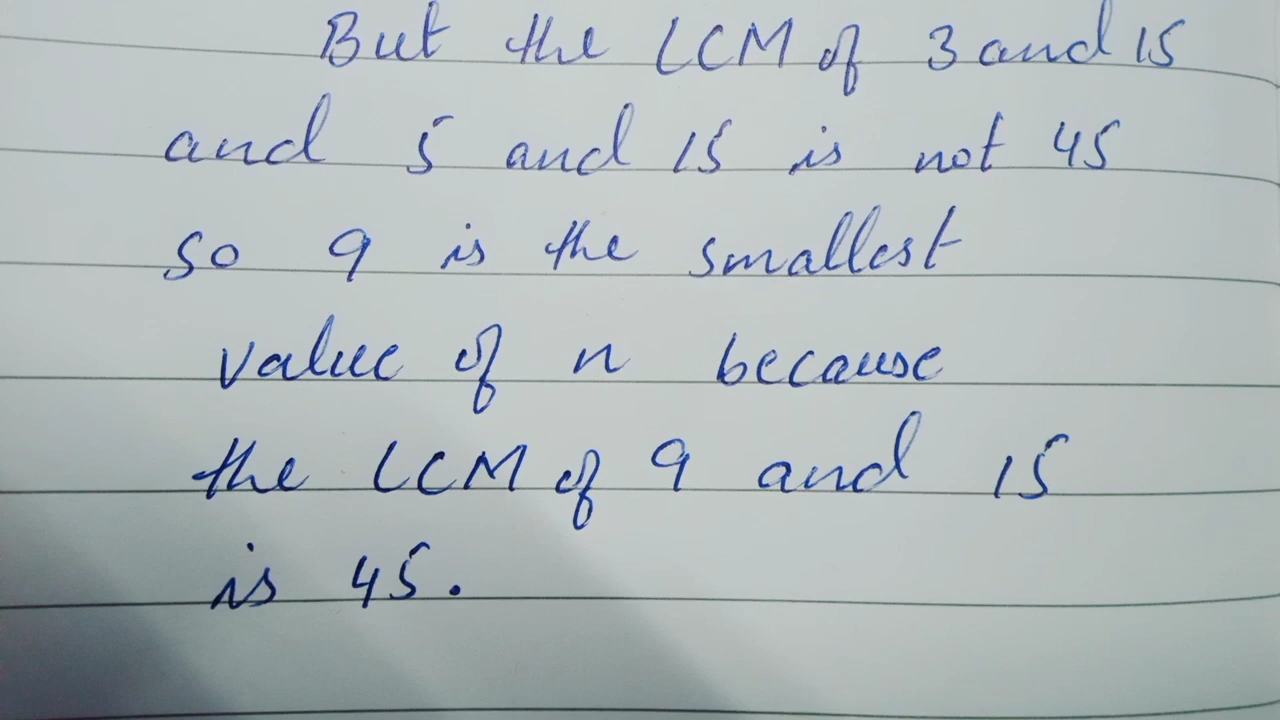 But the LCM of 3 and 15
and 5 and 15 is not 45
so 9 is the smallest
value of n because
the LCM of 9 and 15
is 45.